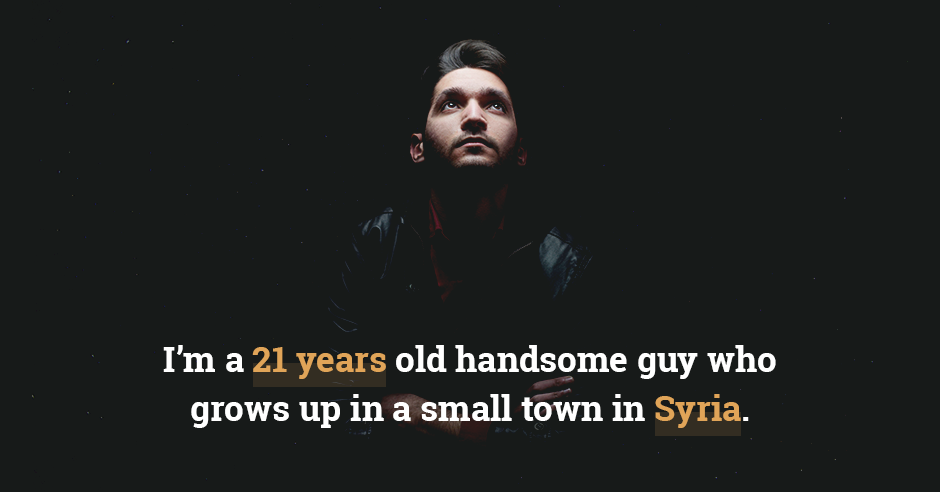 I’m a 21 years old handsome guy who
grows up in a small town in Syria.